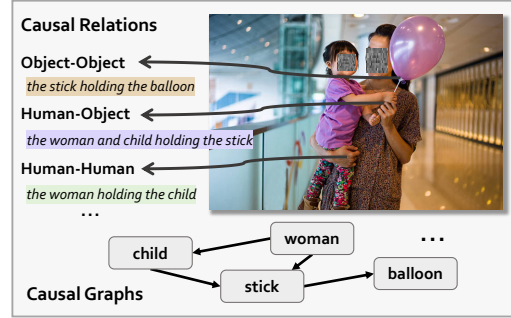 Causal Relations
Object-Object
the stick holding the balloon
Human-Object
the woman and child holding the stick
Human-Human
the woman holding the child
...
woman
...
child
balloon
stick
Causal Graphs